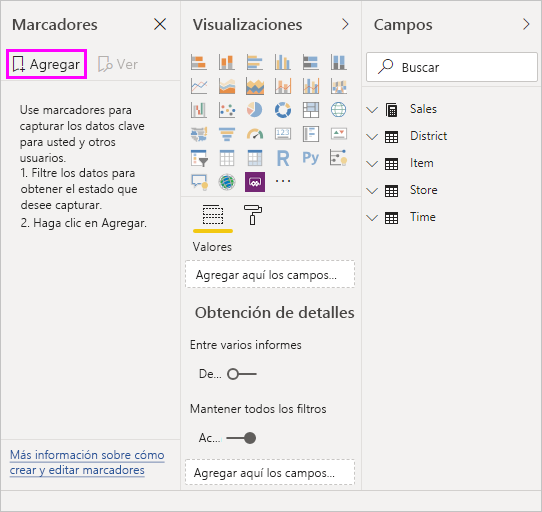 Marcadores
Agregar
Ver
Use marcadores para
capturar los datos clave
para usted y otros
usuarios.
1. Filtre los datos para
obtener el estado que
desee capturar.
2. Haga clic en Agregar.
Más información sobre cómo
crear y editar marcadores
Visualizaciones
123
R
Py
Valores
Agregar aquí los campos...
Obtención de detalles
Entre varios informes
De...
Mantener todos los filtros
Ac...
Agregar aquí los campos...
Campos
Buscar
Sales
District
Item
Store
Time